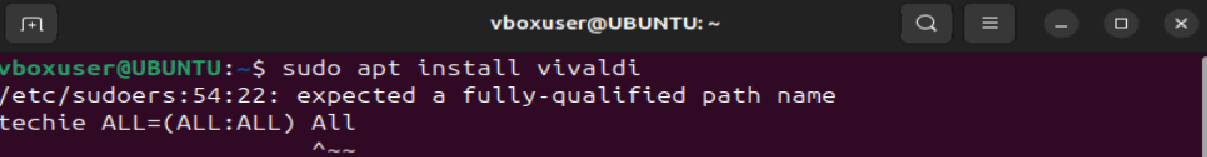 vboxuser@UBUNTU: ~
vboxuser@UBUNTU:~$ sudo apt install vivaldi
/etc/sudoers:54:22: expected a fully-qualified path name
techie ALL=(ALL:ALL) All
                     ^~~